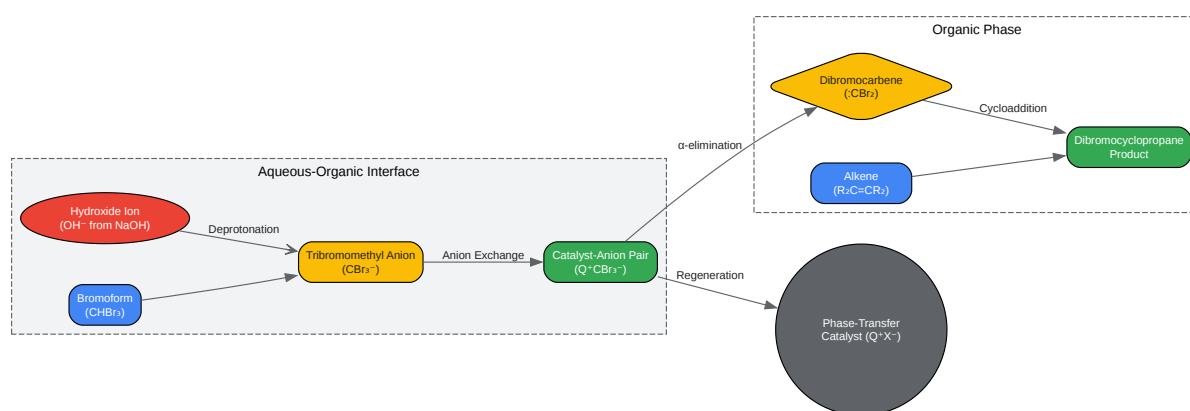 Organic Phase
Dibromocarbene
(:CBr₂)
Cycloaddition
Dibromocyclopropane
Product
α-elimination
Alkene
(R₂C=CR₂)
Aqueous-Organic Interface
Hydroxide Ion
(OH⁻ from NaOH)
Deprotonation
Tribromomethyl Anion
(CBr₃⁻)
Anion Exchange
Catalyst-Anion Pair
(Q⁺CBr₃⁻)
Bromoform
(CHBr₃)
Regeneration
Phase-Transfer
Catalyst (Q⁺X⁻)